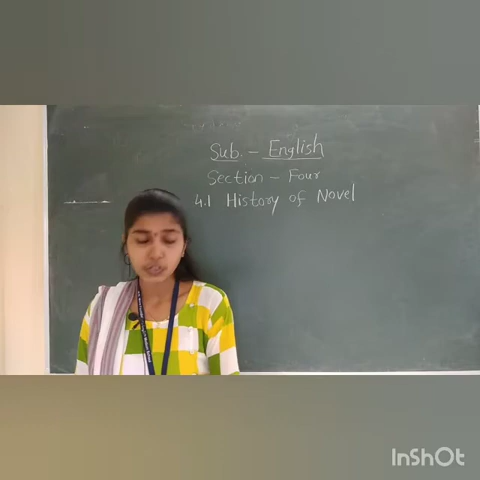 Sub. - English
Section - Four
4.1 History of Novel
InShOt